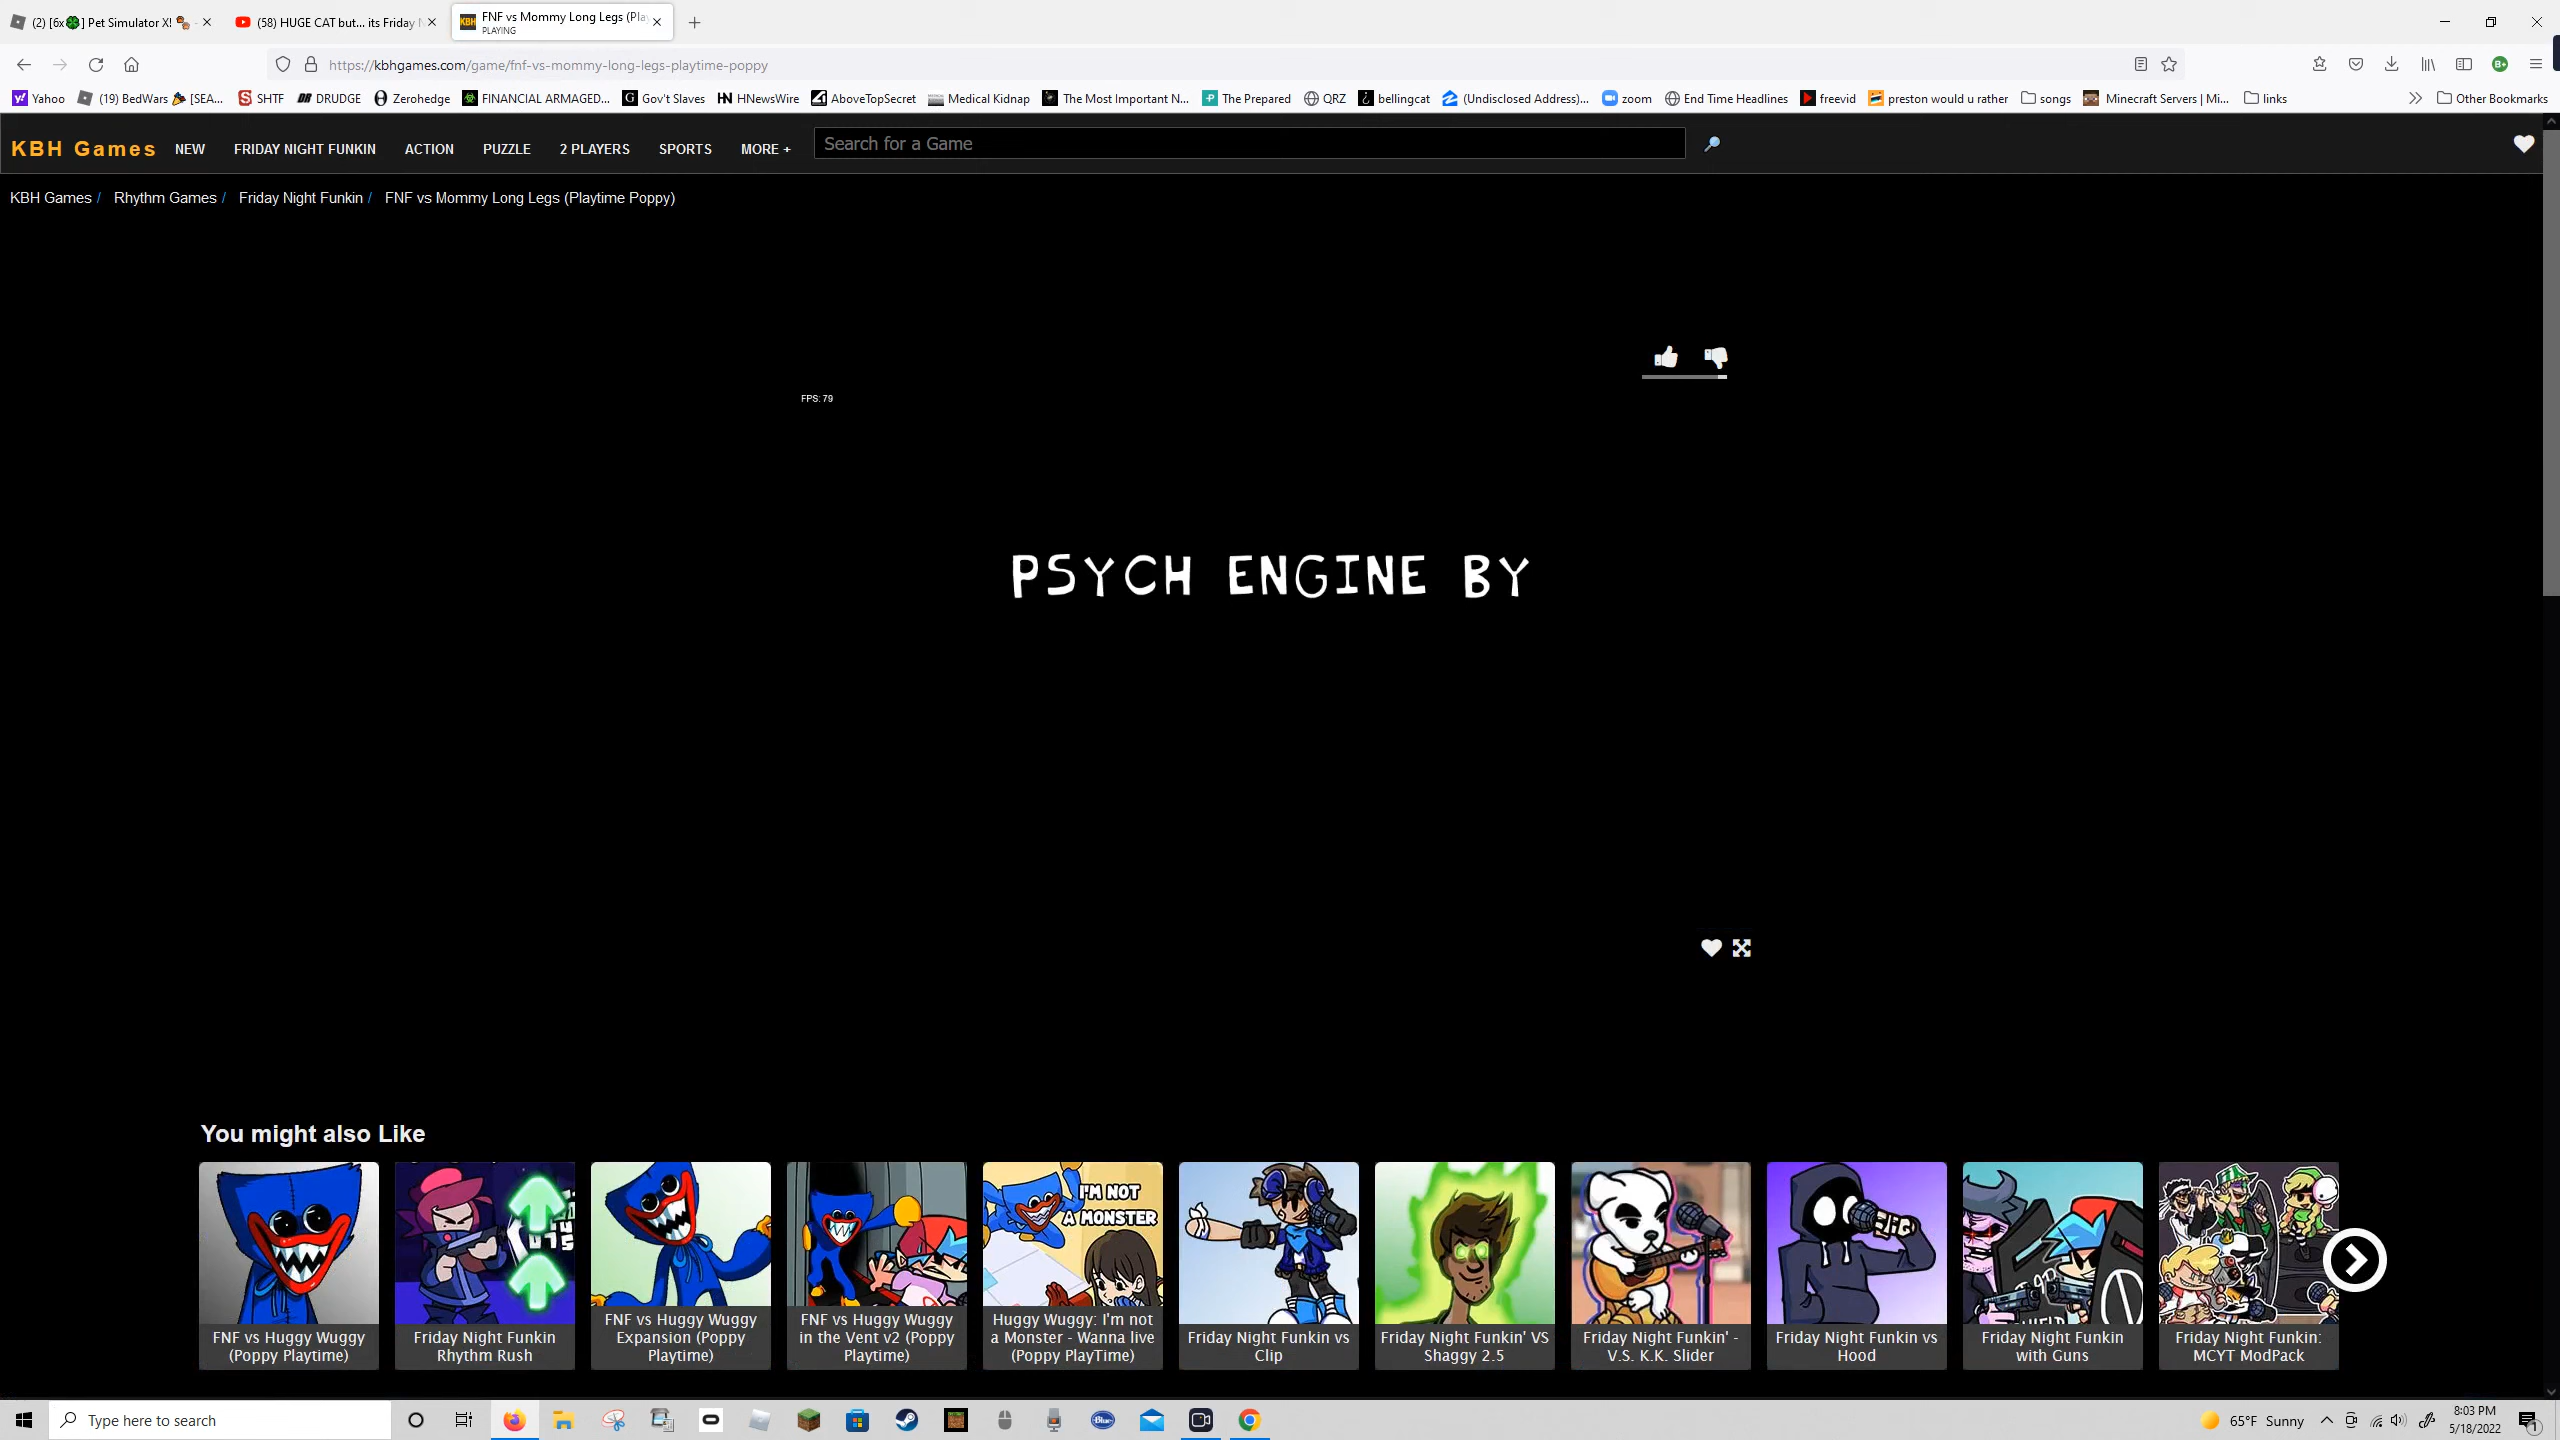 (2) [6x🍀] Pet Simulator X! 🐾 -
(58) HUGE CAT but... its Friday N
KBH
FNF vs Mommy Long Legs (Pla
PLAYING
https://kbhgames.com/game/fnf-vs-mommy-long-legs-playtime-poppy
Yahoo
(19) BedWars 🎉 [SEA...
SHTF
DRUDGE
Zerohedge
FINANCIAL ARMAGED...
Gov't Slaves
HNewsWire
AboveTopSecret
Medical Kidnap
The Most Important N...
The Prepared
QRZ
bellingcat
(Undisclosed Address)...
zoom
End Time Headlines
freevid
preston would u rather
songs
Minecraft Servers | Mi...
links
Other Bookmarks
KBH Games
NEW
FRIDAY NIGHT FUNKIN
ACTION
PUZZLE
2 PLAYERS
SPORTS
MORE +
Search for a Game
KBH Games / Rhythm Games / Friday Night Funkin / FNF vs Mommy Long Legs (Playtime Poppy)
FPS: 79
PSYCH ENGINE BY
You might also Like
I'M NOT
A MONSTER
FNF vs Huggy Wuggy
(Poppy Playtime)
Friday Night Funkin
Rhythm Rush
FNF vs Huggy Wuggy
Expansion (Poppy
Playtime)
FNF vs Huggy Wuggy
in the Vent v2 (Poppy
Playtime)
Huggy Wuggy: I'm not
a Monster - Wanna live
(Poppy PlayTime)
Friday Night Funkin vs
Clip
Friday Night Funkin' VS
Shaggy 2.5
Friday Night Funkin' -
V.S. K.K. Slider
Friday Night Funkin vs
Hood
Friday Night Funkin
with Guns
Friday Night Funkin:
MCYT ModPack
Type here to search
65°F Sunny
8:03 PM
5/18/2022
1